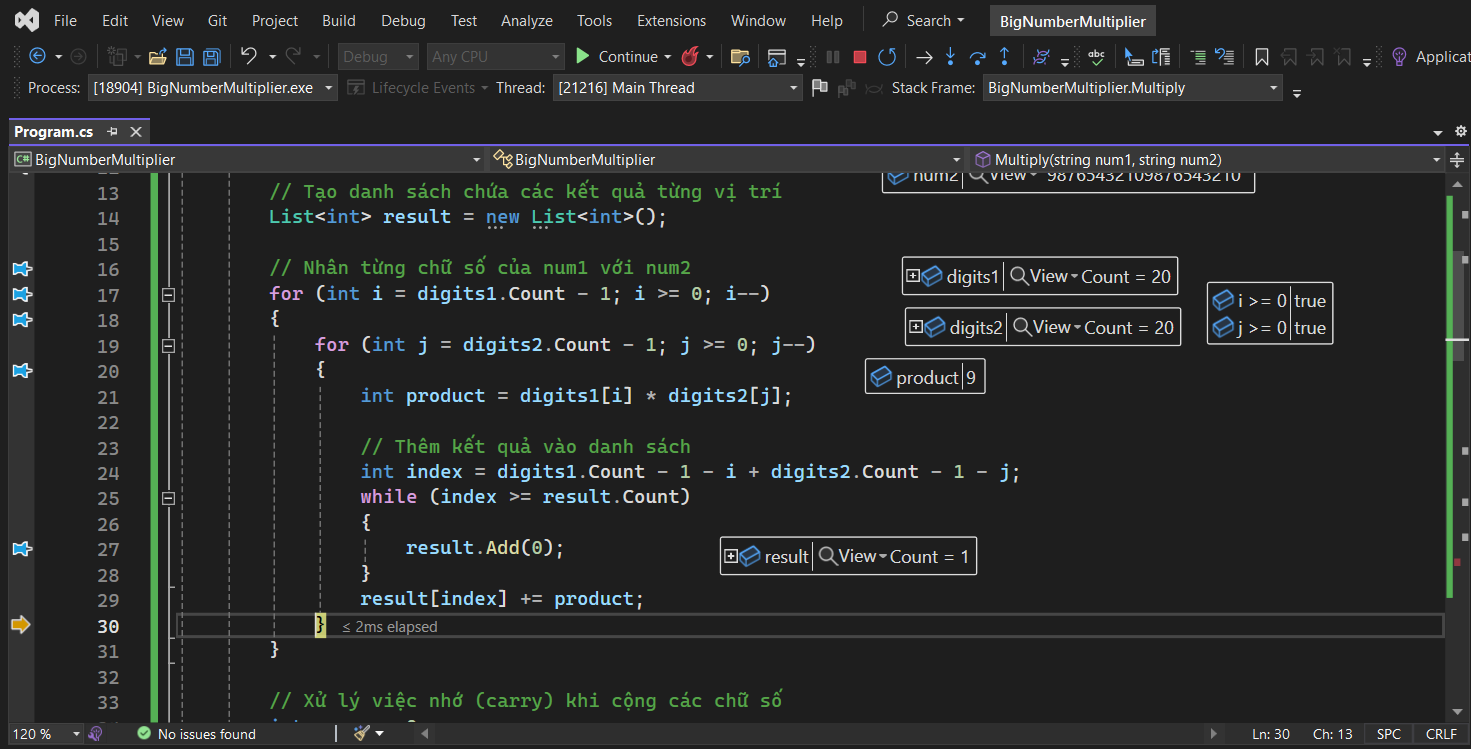 File Edit View Git Project Build Debug Test Analyze Tools Extensions Window Help Search BigNumberMultiplier
Debug Any CPU Continue abc Applicat
Process: [18904] BigNumberMultiplier.exe Lifecycle Events Thread: [21216] Main Thread Stack Frame: BigNumberMultiplier.Multiply
Program.cs
C# BigNumberMultiplier BigNumberMultiplier Multiply(string num1, string num2)
num2 View 98765432109876543210
13 // Tạo danh sách chứa các kết quả từng vị trí
14 List<int> result = new List<int>();
15
16 // Nhân từng chữ số của num1 với num2
digits1 View Count = 20
17 for (int i = digits1.Count - 1; i >= 0; i--)
i >= 0 true
18 {
digits2 View Count = 20
j >= 0 true
19 for (int j = digits2.Count - 1; j >= 0; j--)
20 {
product 9
21 int product = digits1[i] * digits2[j];
22
23 // Thêm kết quả vào danh sách
24 int index = digits1.Count - 1 - i + digits2.Count - 1 - j;
25 while (index >= result.Count)
26 {
27 result.Add(0);
result View Count = 1
28 }
29 result[index] += product;
30 } ≤ 2ms elapsed
31 }
32
33 // Xử lý việc nhớ (carry) khi cộng các chữ số
120 % No issues found Ln: 30 Ch: 13 SPC CRLF